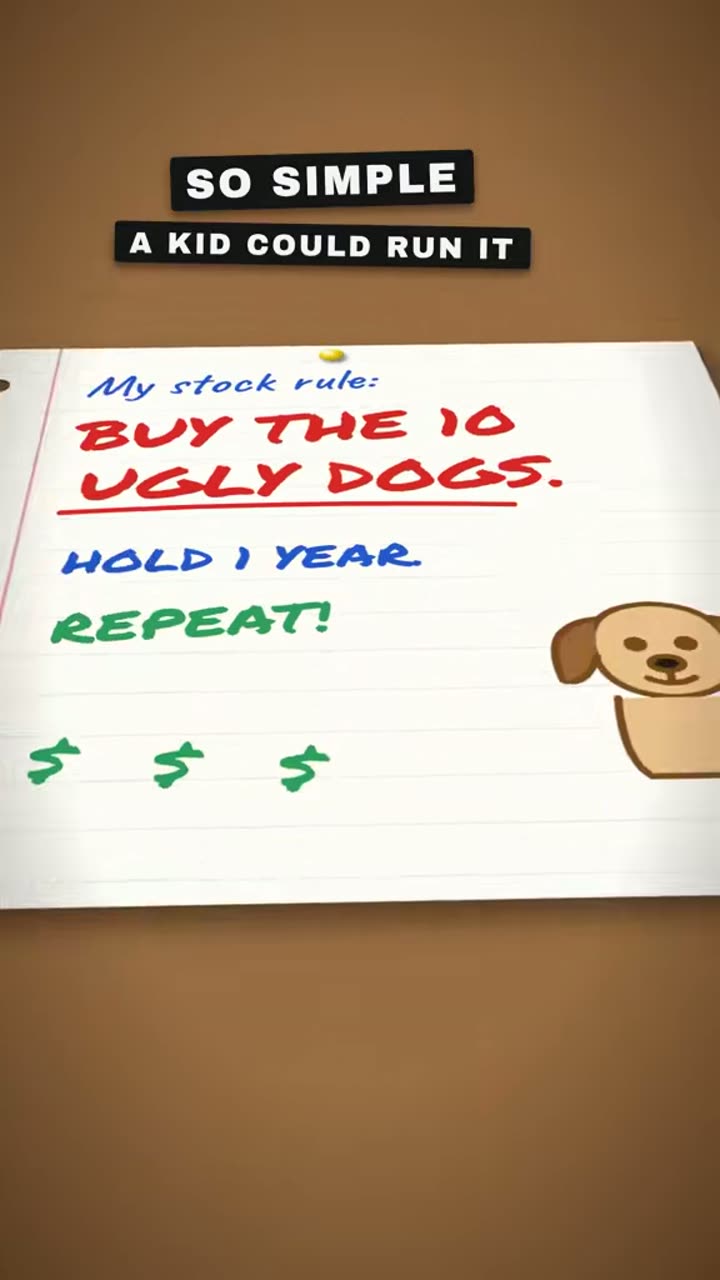 SO SIMPLE
A KID COULD RUN IT
My stock rule:
BUY THE 10
UGLY DOGS.
HOLD 1 YEAR.
REPEAT!
$ $ $